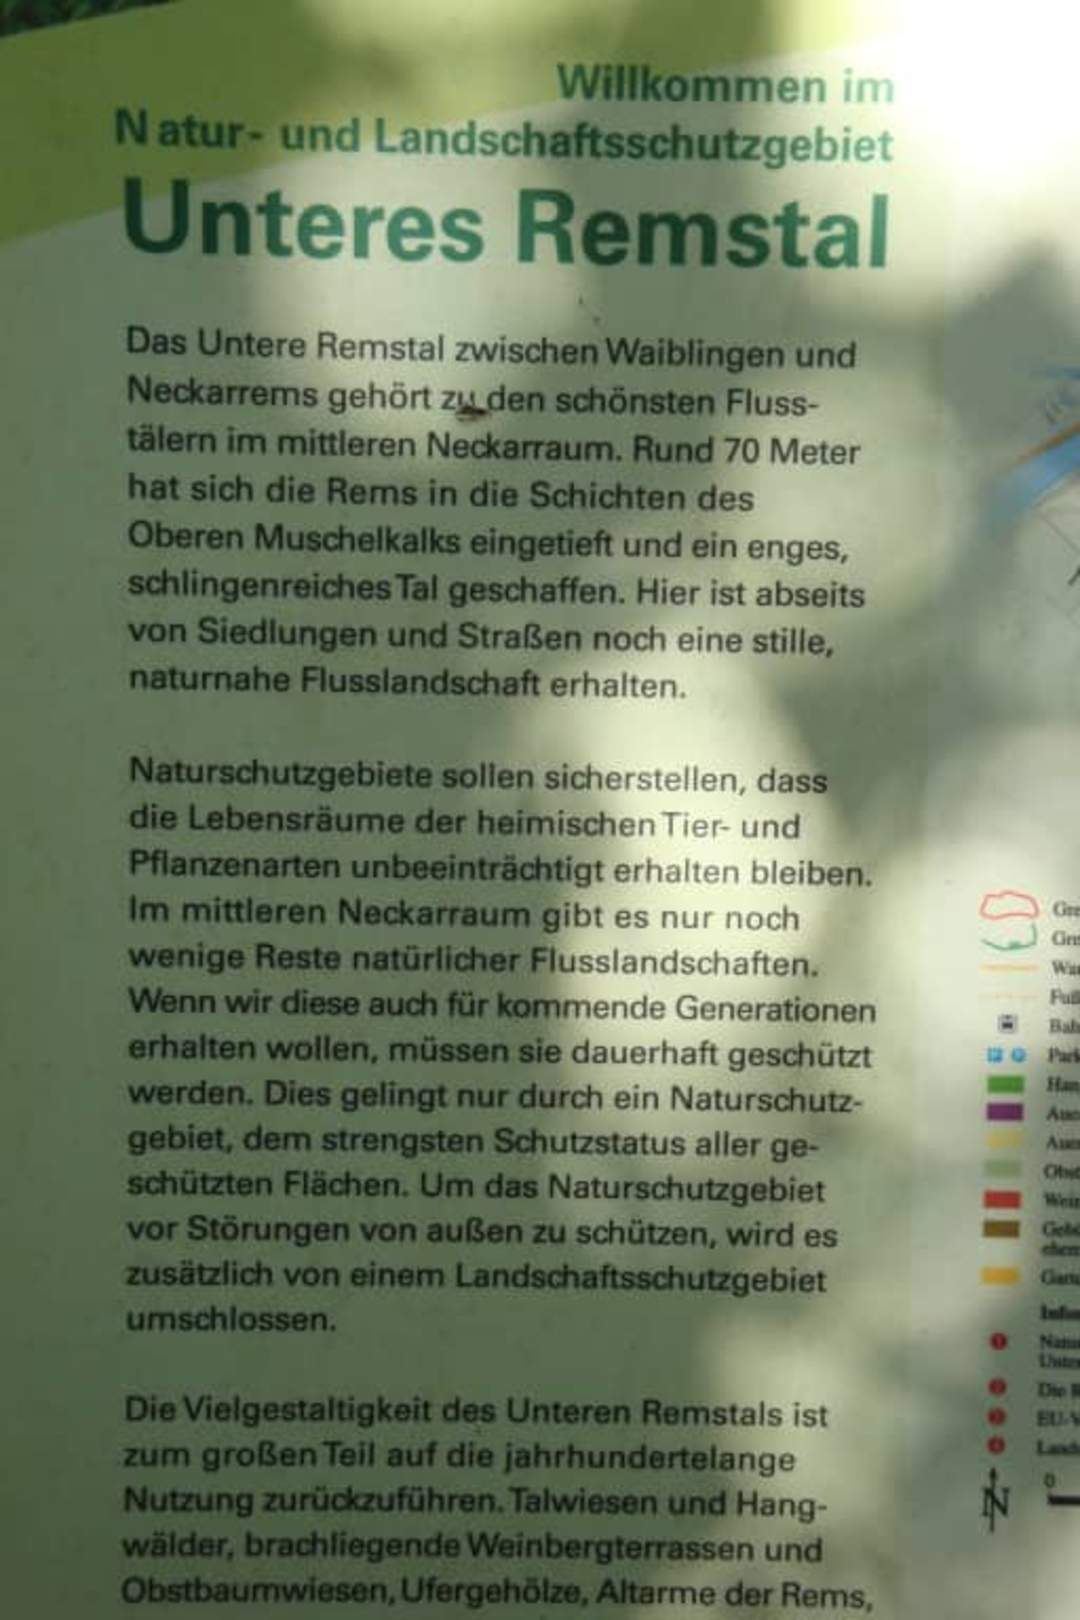 Willkommen im
Natur- und Landschaftsschutzgebiet
Unteres Remstal
Das Untere Remstal zwischen Waiblingen und
Neckarrems gehört zu den schönsten Fluss-
tälern im mittleren Neckarraum. Rund 70 Meter
hat sich die Rems in die Schichten des
Oberen Muschelkalks eingetieft und ein enges,
schlingenreiches Tal geschaffen. Hier ist abseits
von Siedlungen und Straßen noch eine stille,
naturnahe Flusslandschaft erhalten.
Naturschutzgebiete sollen sicherstellen, dass
die Lebensräume der heimischen Tier- und
Pflanzenarten unbeeinträchtigt erhalten bleiben.
Im mittleren Neckarraum gibt es nur noch
wenige Reste natürlicher Flusslandschaften.
Wenn wir diese auch für kommende Generationen
erhalten wollen, müssen sie dauerhaft geschützt
werden. Dies gelingt nur durch ein Naturschutz-
gebiet, dem strengsten Schutzstatus aller ge-
schützten Flächen. Um das Naturschutzgebiet
vor Störungen von außen zu schützen, wird es
zusätzlich von einem Landschaftsschutzgebiet
umschlossen.
Die Vielgestaltigkeit des Unteren Remstals ist
zum großen Teil auf die jahrhundertelange
Nutzung zurückzuführen. Talwiesen und Hang-
wälder, brachliegende Weinbergterrassen und
Obstbaumwiesen, Ufergehölze, Altarme der Rems,
N
0